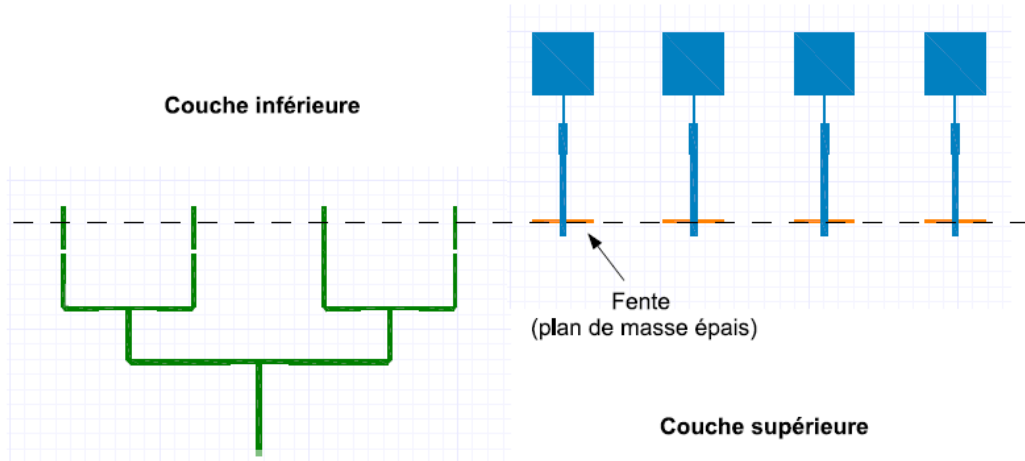 Couche inférieure
Fente
(plan de masse épais)
Couche supérieure